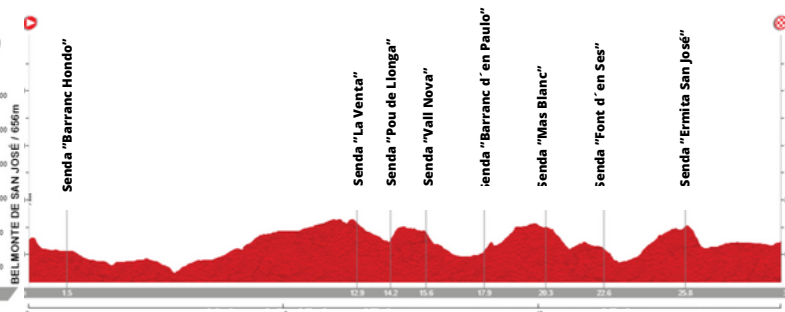 BELMONTE DE SAN JOSÉ / 656m
Senda "Barranc Hondo"
Senda "La Venta"
Senda "Pou de Llonga"
Senda "Vall Nova"
Senda "Barranc d´en Paulo"
Senda "Mas Blanc"
Senda "Font d´en Ses"
Senda "Ermita San José"
1.5
12.9
14.2
15.6
17.9
20.3
22.6
25.8